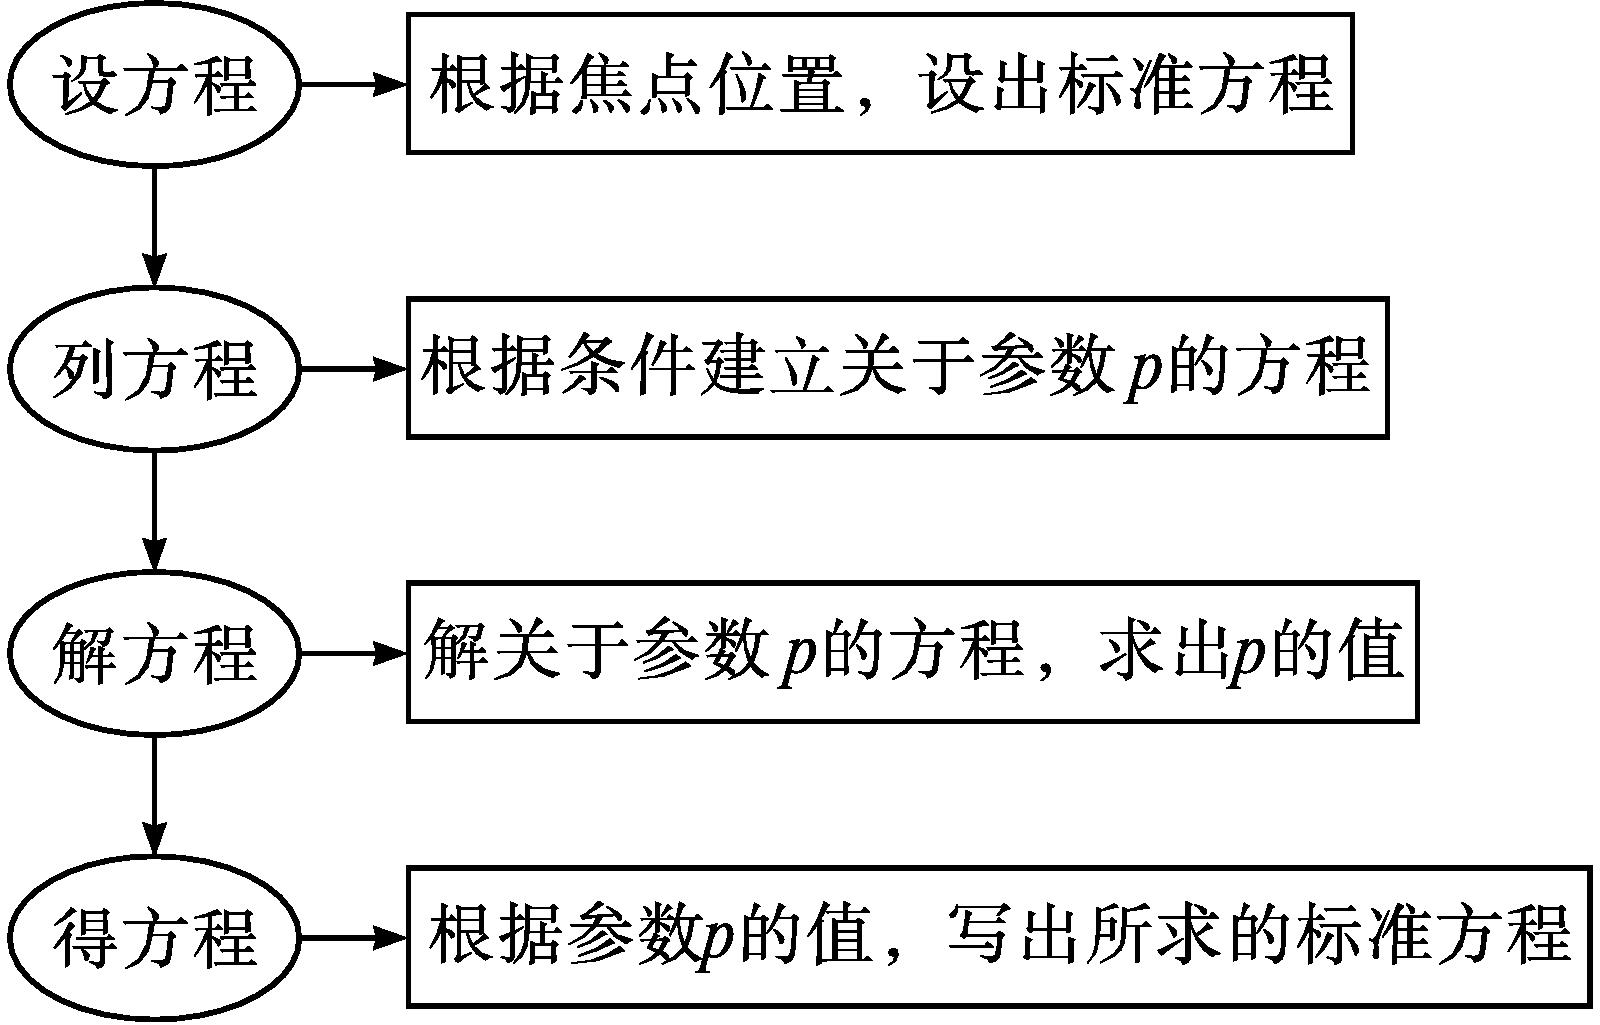 设方程
根据焦点位置，设出标准方程
列方程
根据条件建立关于参数p的方程
解方程
解关于参数p的方程，求出p的值
得方程
根据参数p的值，写出所求的标准方程